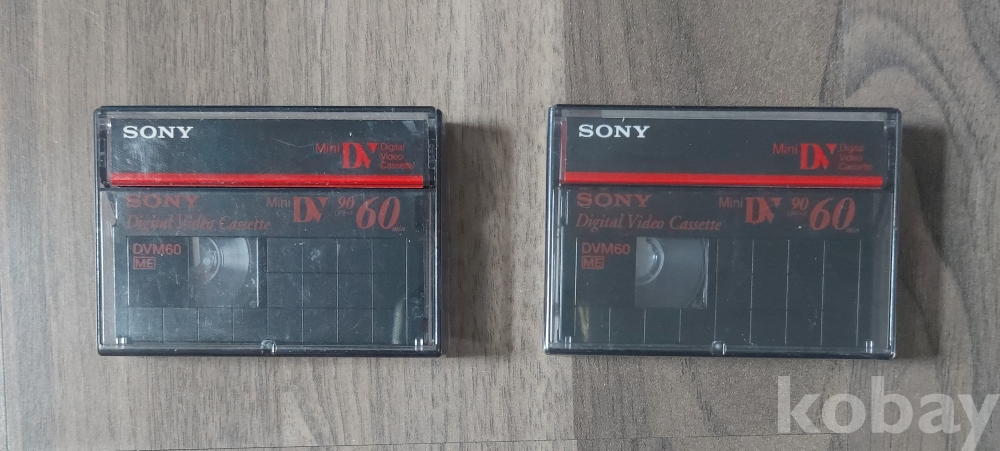 SONY
Mini DV Digital Video Cassette
SONY
Mini DV 90 60
Digital Video Cassette
DVM60
ME
SONY
Mini DV Digital Video Cassette
SONY
Mini DV 90 60
Digital Video Cassette
DVM60
ME
kobay